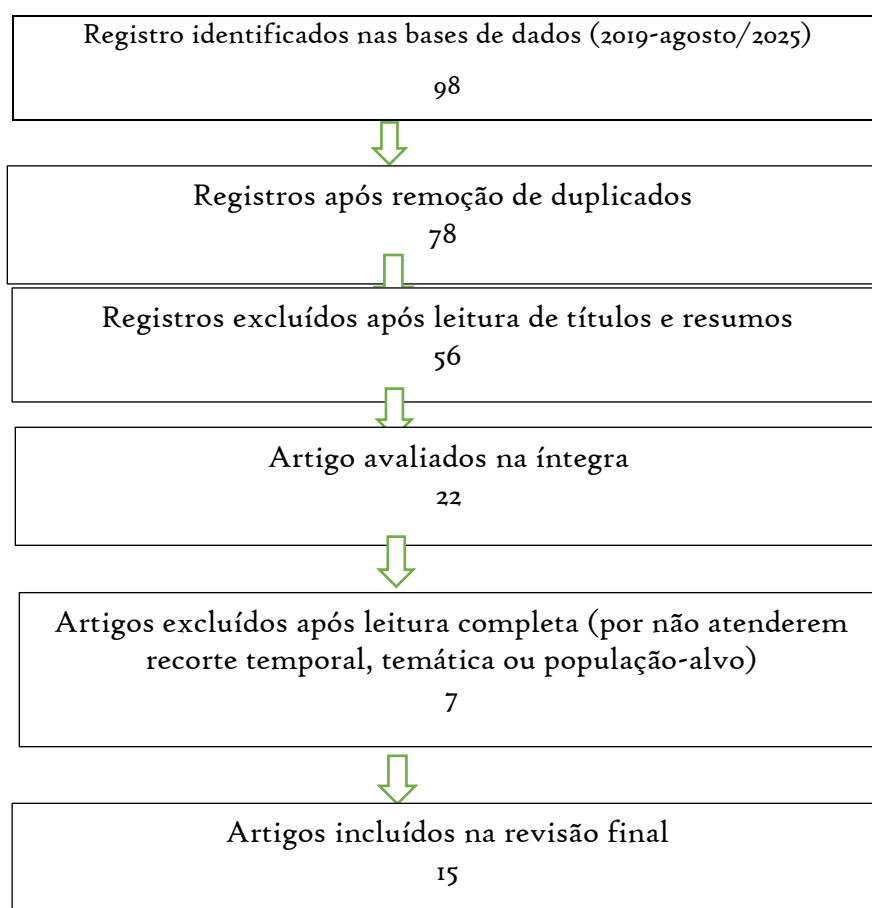 Registro identificados nas bases de dados (2019-agosto/2025)
98
Registros após remoção de duplicados
78
Registros excluídos após leitura de títulos e resumos
56
Artigo avaliados na íntegra
22
Artigos excluídos após leitura completa (por não atenderem
recorte temporal, temática ou população-alvo)
7
Artigos incluídos na revisão final
15